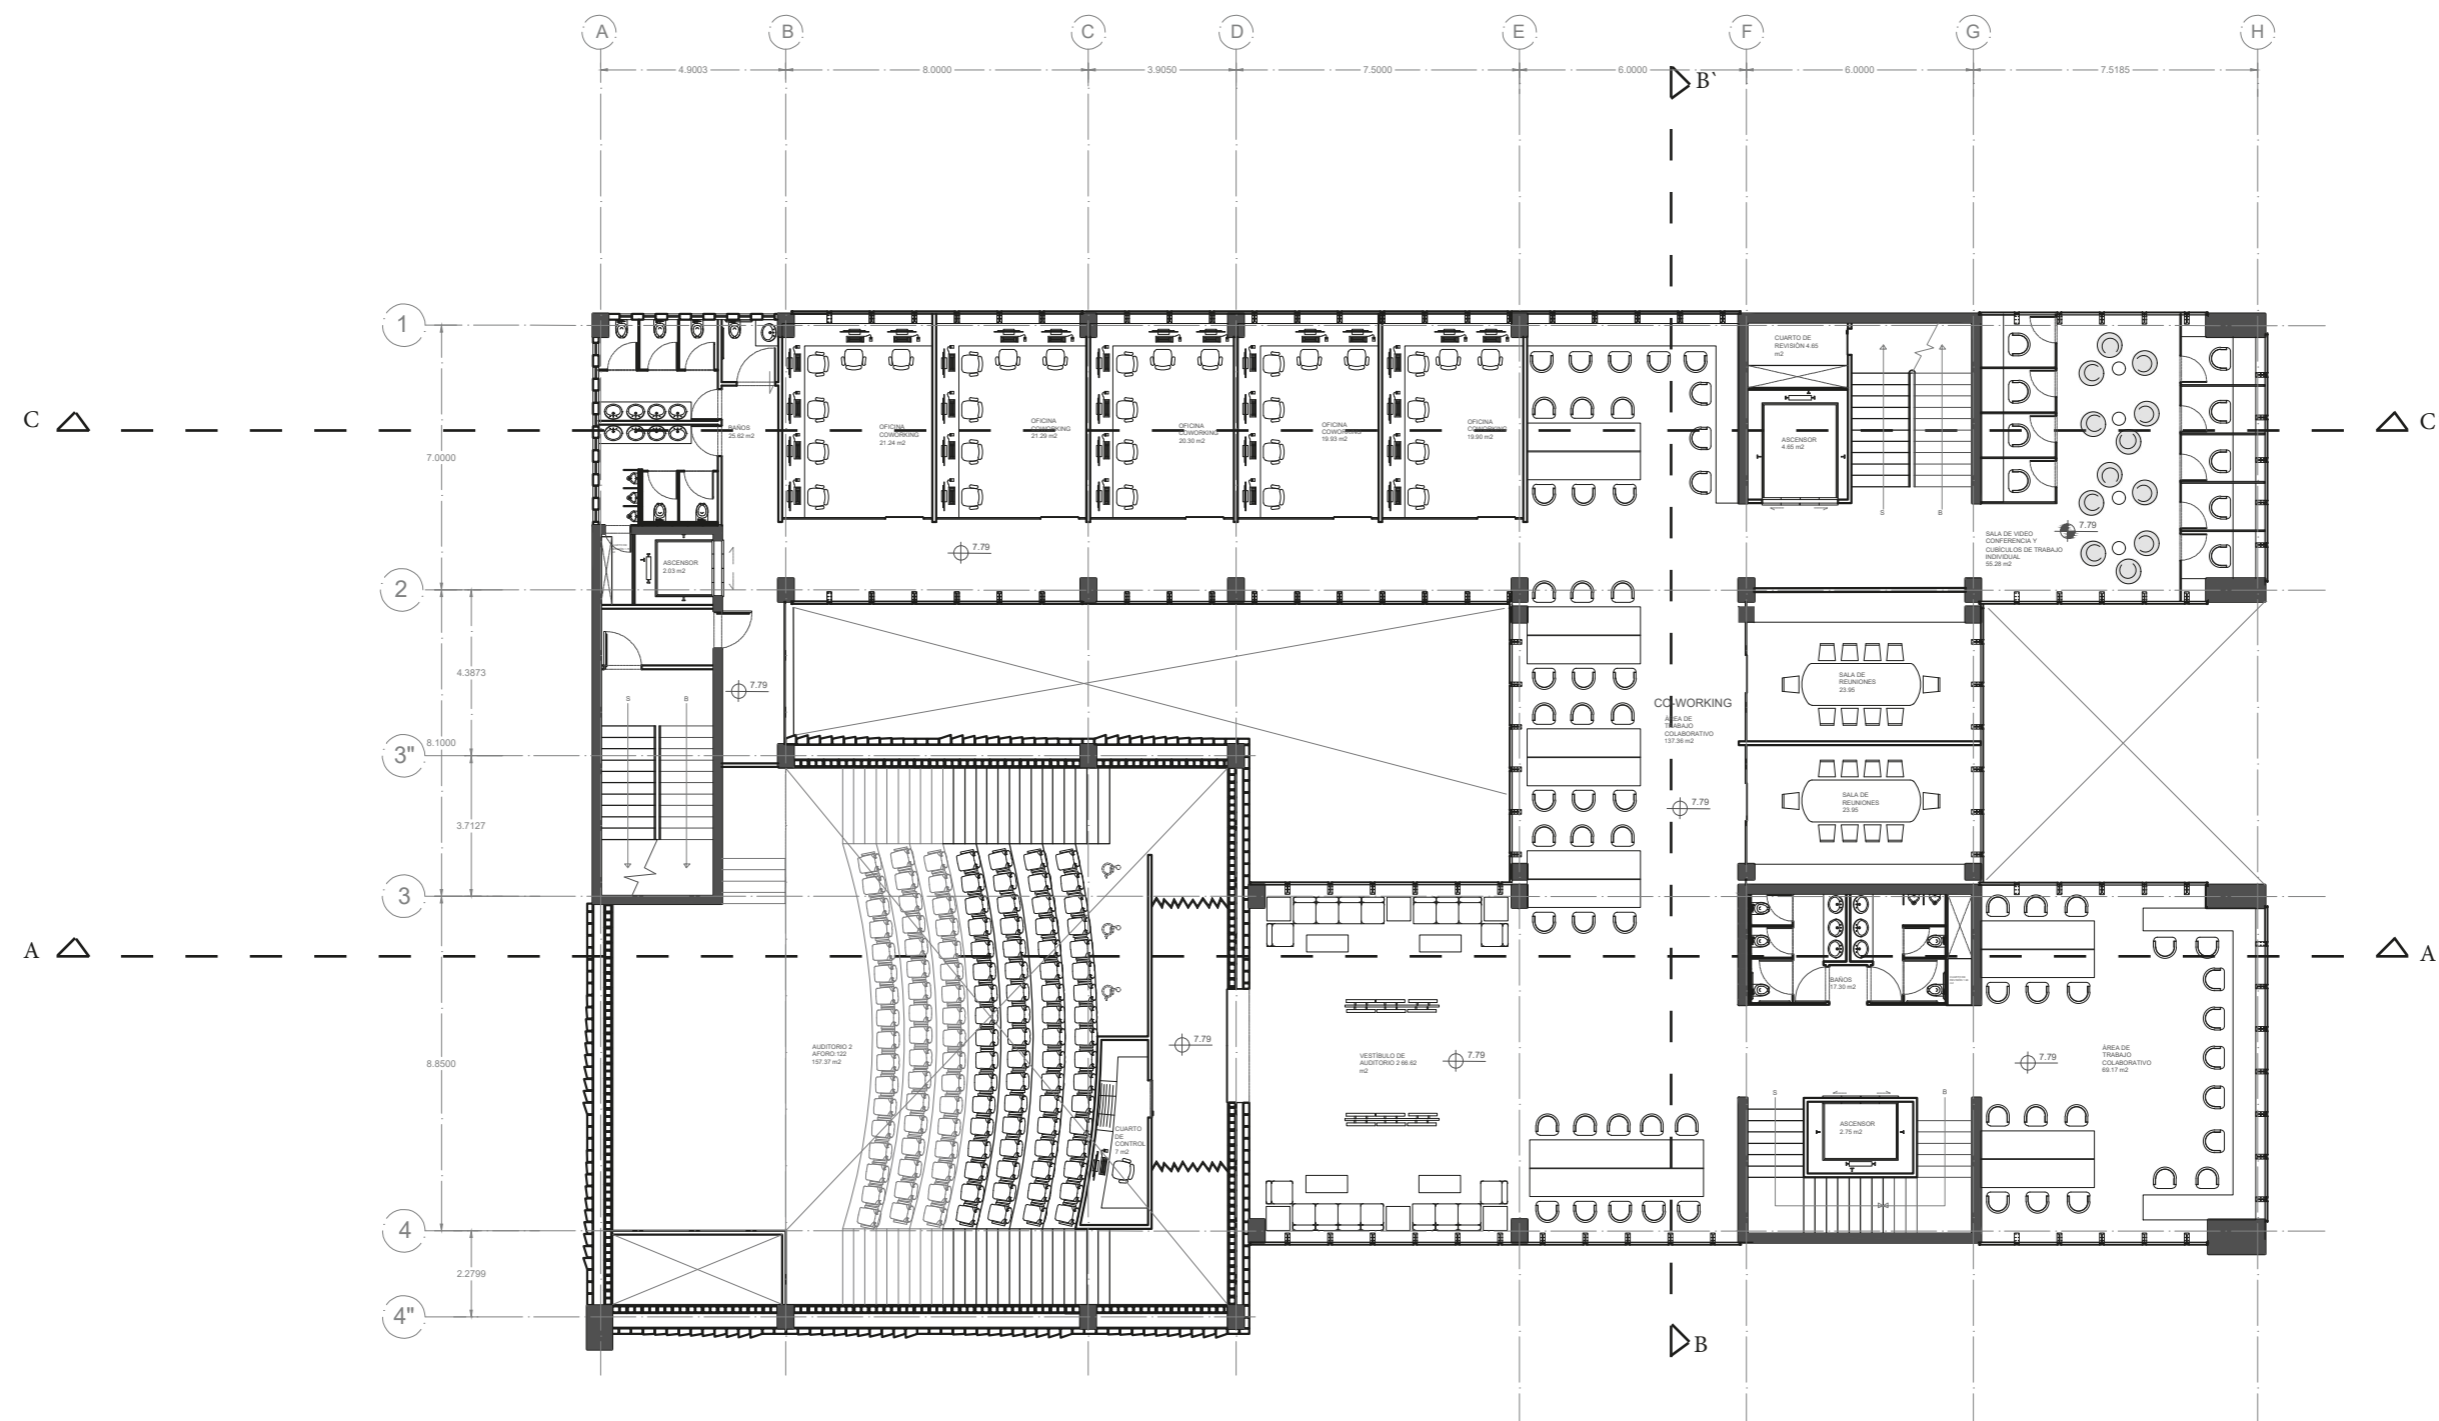 A
B
C
D
E
F
G
H
4.9003
8.0000
3.9050
7.5000
6.0000
6.0000
7.5185
B`
1
CUARTO DE
REVISIÓN 4.65
m2
C
C
BAÑOS
25.62 m2
OFICINA
COWORKING
21.24 m2
OFICINA
COWORKING
21.29 m2
OFICINA
COWORKING
20.30 m2
OFICINA
COWORKING
19.93 m2
OFICINA
COWORKING
19.90 m2
ASCENSOR
4.65 m2
7.0000
S
B
7.79
SALA DE VIDEO
CONFERENCIA Y
CUBÍCULOS DE TRABAJO
INDIVIDUAL
55.28 m2
7.79
ASCENSOR
2.03 m2
2
4.3873
SALA DE
REUNIONES
23.95
7.79
S
B
CO-WORKING
ÁREA DE
TRABAJO
COLABORATIVO
137.36 m2
8.1000
3"
SALA DE
REUNIONES
23.95
7.79
3.7127
3
A
A
BAÑOS
17.30 m2
7.79
AUDITORIO 2
AFORO:122
157.37 m2
VESTÍBULO DE
AUDITORIO 2 66.62
m2
7.79
7.79
ÁREA DE
TRABAJO
COLABORATIVO
69.17 m2
8.8500
S
B
CUARTO
DE
CONTROL
7 m2
ASCENSOR
2.75 m2
4
2.2799
4"
B